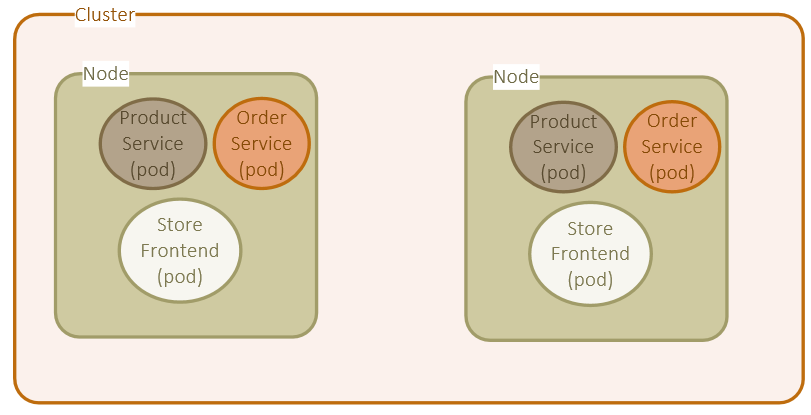 Cluster
Node
Product
Service
(pod)
Order
Service
(pod)
Store
Frontend
(pod)
Node
Product
Service
(pod)
Order
Service
(pod)
Store
Frontend
(pod)